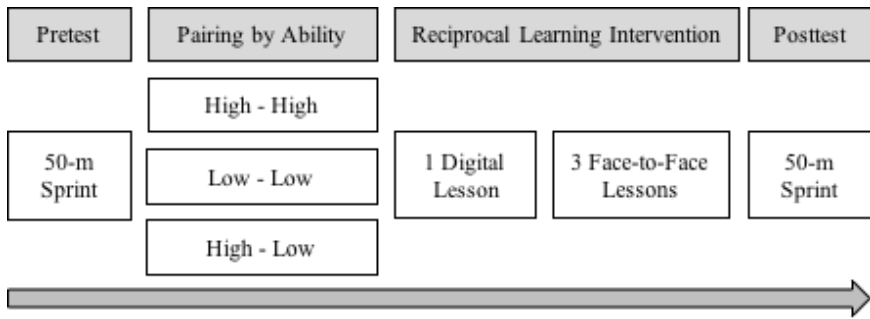 Pretest
Pairing by Ability
Reciprocal Learning Intervention
Posttest
50-m
Sprint
High - High
Low - Low
High - Low
1 Digital
Lesson
3 Face-to-Face
Lessons
50-m
Sprint